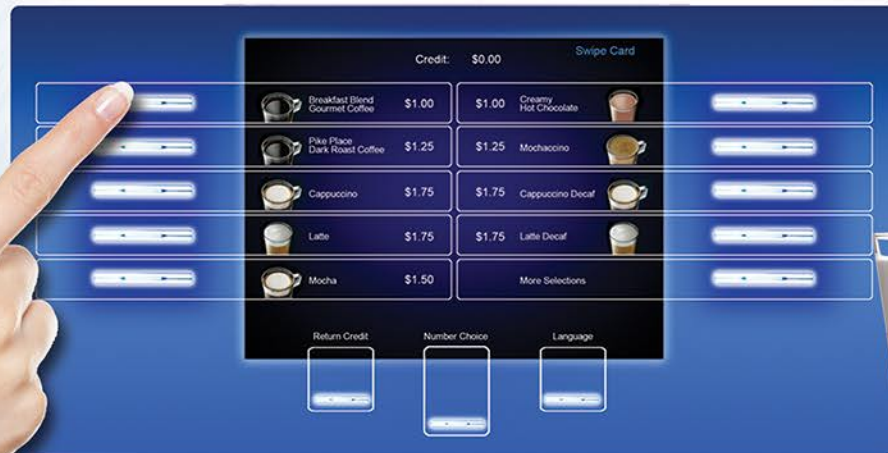 Credit: $0.00
Swipe Card
Breakfast Blend
Gourmet Coffee
$1.00
$1.00
Creamy
Hot Chocolate
Pike Place
Dark Roast Coffee
$1.25
$1.25
Mochaccino
Cappuccino
$1.75
$1.75
Cappuccino Decaf
Latte
$1.75
$1.75
Latte Decaf
Mocha
$1.50
More Selections
Return Credit
Number Choice
Language